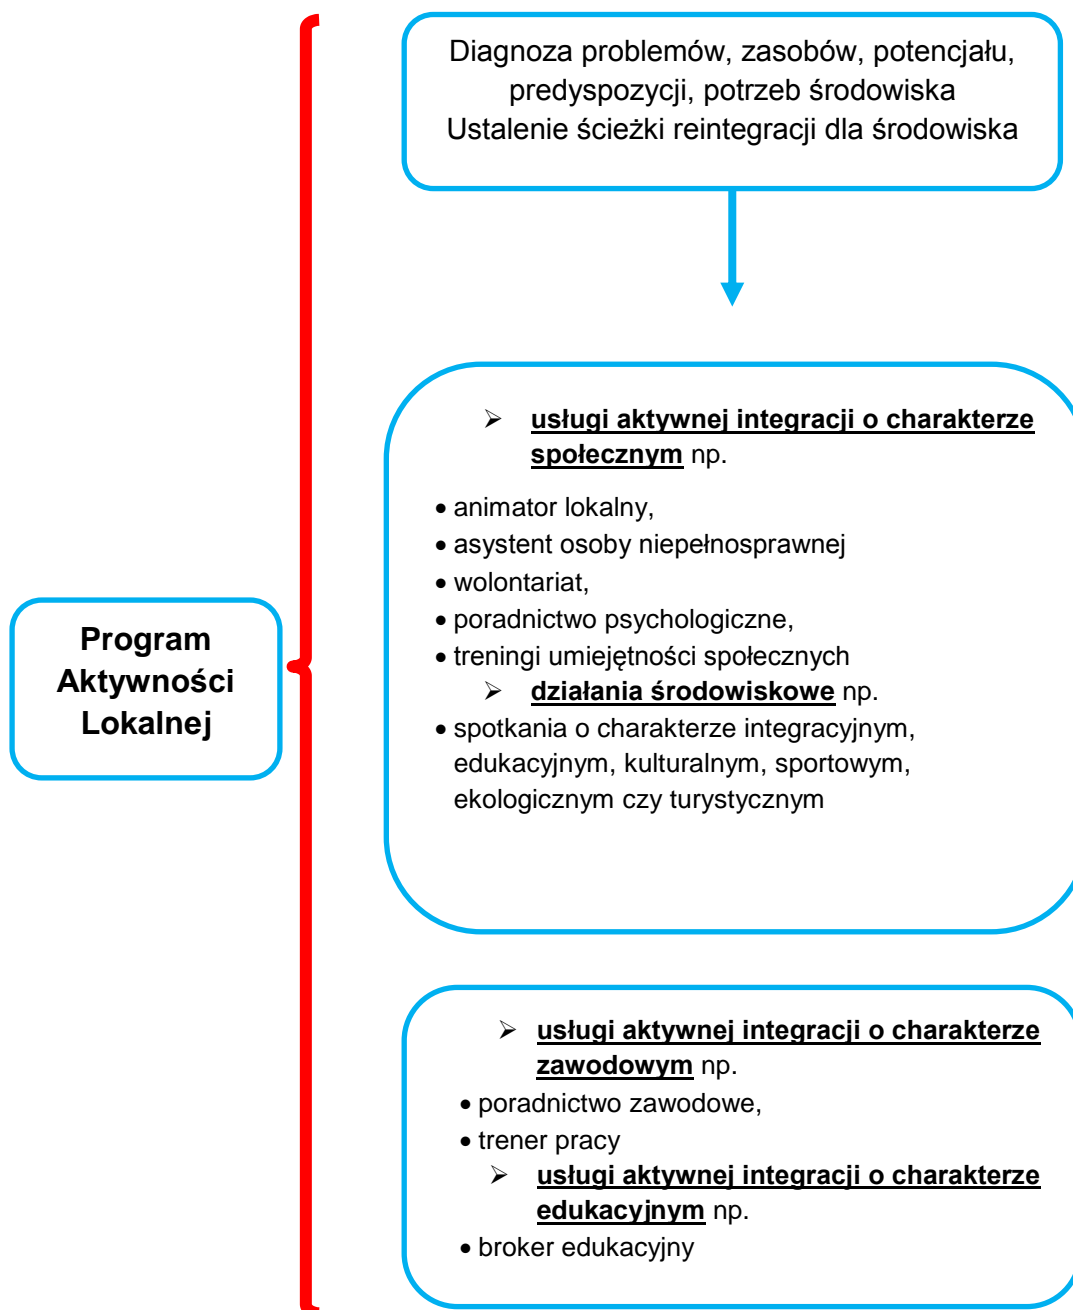 Diagnoza problemów, zasobów, potencjału,
predyspozycji, potrzeb środowiska
Ustalenie ścieżki reintegracji dla środowiska
Program
Aktywności
Lokalnej
➢ usługi aktywnej integracji o charakterze
społecznym np.
• animator lokalny,
• asystent osoby niepełnosprawnej
• wolontariat,
• poradnictwo psychologiczne,
• treningi umiejętności społecznych
➢ działania środowiskowe np.
• spotkania o charakterze integracyjnym,
edukacyjnym, kulturalnym, sportowym,
ekologicznym czy turystycznym
➢ usługi aktywnej integracji o charakterze
zawodowym np.
• poradnictwo zawodowe,
• trener pracy
➢ usługi aktywnej integracji o charakterze
edukacyjnym np.
• broker edukacyjny